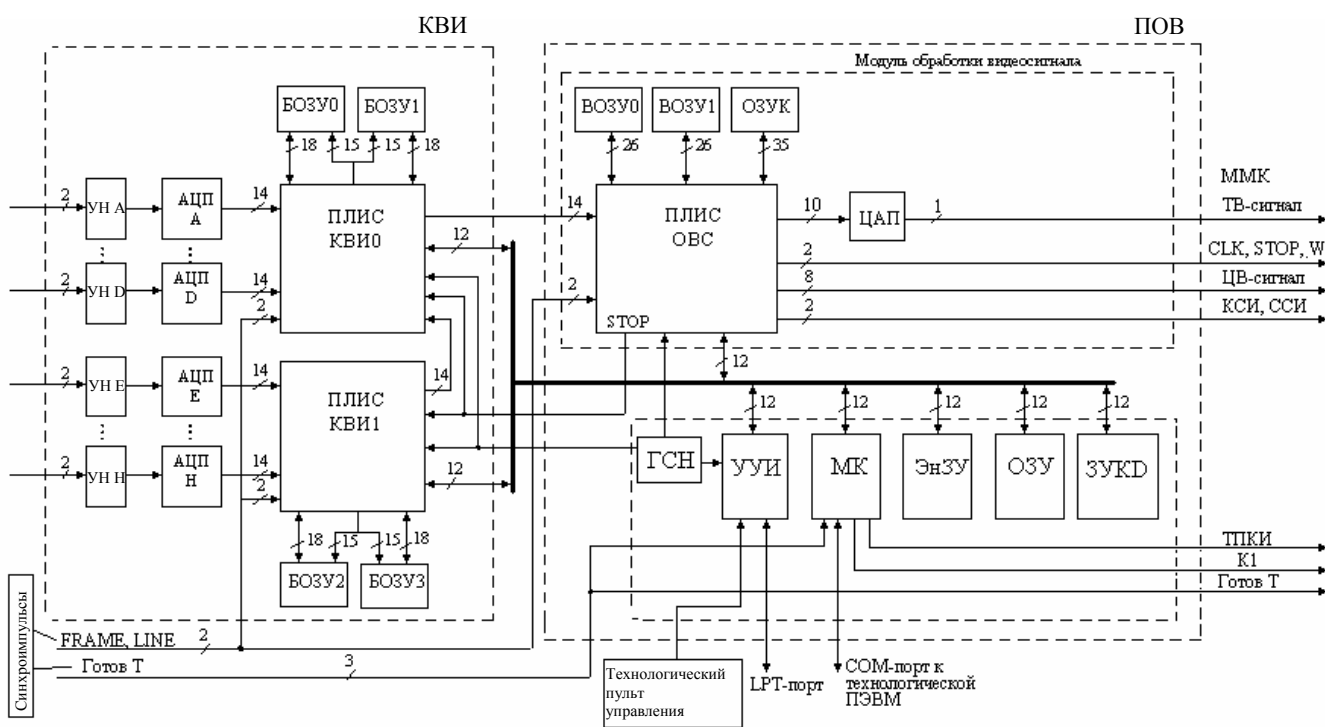 КВИ
ПОВ
Модуль обработки видеосигнала
БОЗУ0
БОЗУ1
ВОЗУ0
ВОЗУ1
ОЗУК
18
15
15
18
26
26
35
2
УН А
АЦП
А
14
ПЛИС
КВИ0
14
ПЛИС
ОВС
10
ЦАП
1
ММК
ТВ-сигнал
12
2
CLK, STOP, W
2
УН D
АЦП
D
14
2
2
8
ЦВ-сигнал
2
КСИ, ССИ
STOP
12
2
УН Е
АЦП
Е
14
ПЛИС
КВИ1
14
12
12
12
12
12
2
УН Н
АЦП
Н
14
2
12
ГСН
УУИ
МК
ЭнЗУ
ОЗУ
ЗУКD
18
15
15
18
БОЗУ2
БОЗУ3
ТПКИ
К1
Готов Т
Синхроимпульсы
FRAME, LINE
2
Готов Т
3
Технологический
пульт
управления
LPT-порт
COM-порт к
технологической
ПЭВМ